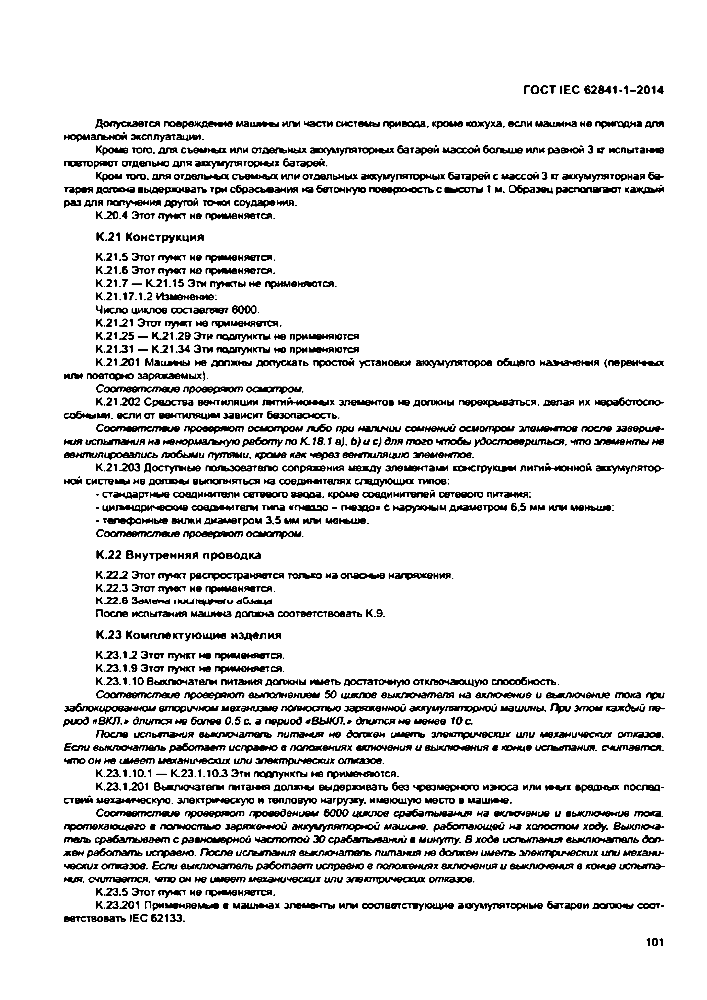 ГОСТ IEC 62841-1–2014
Допускается повреждение машины или части системы привода, кроме кожуха, если машина не пригодна для
нормальной эксплуатации.
Кроме того, для съемных или отдельных аккумуляторных батарей массой больше или равной 3 кг испытание
повторяют отдельно для аккумуляторных батарей.
Кром того, для отдельных съемных или отдельных аккумуляторных батарей с массой 3 кг аккумуляторная ба-
тарея должна выдерживать три сбрасывания на бетонную поверхность с высоты 1 м. Образец располагают каждый
раз для получения другой точки соударения.
К.20.4 Этот пункт не применяется.
К.21 Конструкция
К.21.5 Этот пункт не применяется.
К.21.6 Этот пункт не применяется.
К.21.7 — К.21.15 Эти пункты не применяются.
К.21.17.1.2 Изменение:
Число циклов составляет 6000.
К.21.21 Этот пункт не применяется.
К.21.25 — К.21.29 Эти подпункты не применяются.
К.21.31 — К.21.34 Эти подпункты не применяются.
К.21.201 Машины не должны допускать простой установки аккумуляторов общего назначения (первичных
или повторно заряжаемых).
Соответствие проверяют осмотром.
К.21.202 Средства вентиляции литий-ионных элементов не должны перекрываться, делая их неработоспо-
собными, если от вентиляции зависит безопасность.
Соответствие проверяют осмотром либо при наличии сомнений осмотром элементов после заверше-
ния испытания на ненормальную работу по К.18.1 а), b) и с) для того чтобы удостовериться, что элементы не
вентилировались любыми путями, кроме как через вентиляцию элементов.
К.21.203 Доступные пользователю сопряжения между элементами конструкции литий-ионной аккумулятор-
ной системы не должны выполняться на соединителях следующих типов:
- стандартные соединители сетевого ввода, кроме соединителей сетевого питания;
- цилиндрические соединители типа «гнездо – гнездо» с наружным диаметром 6,5 мм или меньше;
- телефонные вилки диаметром 3,5 мм или меньше.
Соответствие проверяют осмотром.
К.22 Внутренняя проводка
К.22.2 Этот пункт распространяется только на опасные напряжения.
К.22.3 Этот пункт не применяется.
К.22.6 Замена последнего абзаца
После испытания машина должна соответствовать К.9.
К.23 Комплектующие изделия
К.23.1.2 Этот пункт не применяется.
К.23.1.9 Этот пункт не применяется.
К.23.1.10 Выключатели питания должны иметь достаточную отключающую способность.
Соответствие проверяют выполнением 50 циклов выключателя на включение и выключение тока при
заблокированном вторичном механизме полностью заряженной аккумуляторной машины. При этом каждый пе-
риод «ВКЛ.» длится не более 0,5 с, а период «ВЫКЛ.» длится не менее 10 с.
После испытания выключатель питания не должен иметь электрических или механических отказов.
Если выключатель работает исправно в положениях включения и выключения в конце испытания, считается,
что он не имеет механических или электрических отказов.
К.23.1.10.1 — К.23.1.10.3 Эти подпункты не применяются.
К.23.1.201 Выключатели питания должны выдерживать без чрезмерного износа или иных вредных послед-
ствий механическую, электрическую и тепловую нагрузку, имеющую место в машине.
Соответствие проверяют проведением 6000 циклов срабатывания на включение и выключение тока,
протекающего в полностью заряженной аккумуляторной машине, работающей на холостом ходу. Выключа-
тель срабатывает с равномерной частотой 30 срабатываний в минуту. В ходе испытания выключатель дол-
жен работать исправно. После испытания выключатель питания не должен иметь электрических или механи-
ческих отказов. Если выключатель работает исправно в положениях включения и выключения в конце испыта-
ния, считается, что он не имеет механических или электрических отказов.
К.23.5 Этот пункт не применяется.
К.23.201 Применяемые в машинах элементы или соответствующие аккумуляторные батареи должны соот-
ветствовать IEC 62133.
101